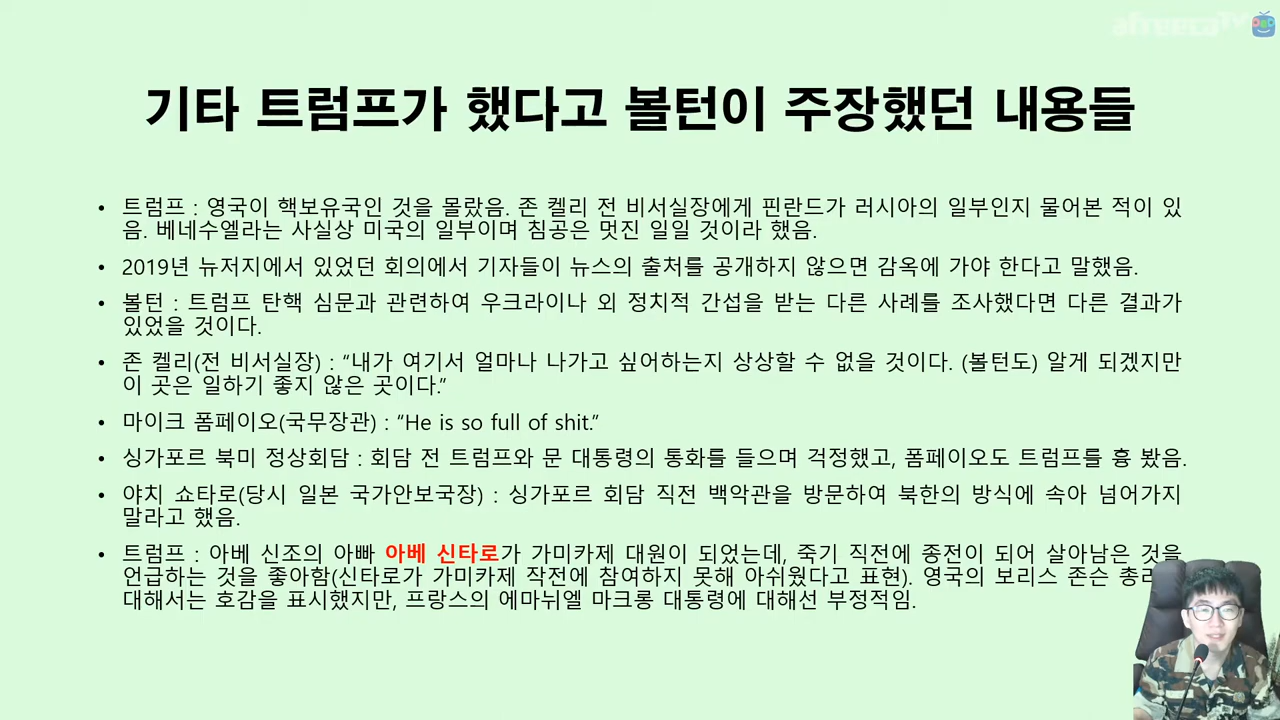 afreecaTV
기타 트럼프가 했다고 볼턴이 주장했던 내용들
• 트럼프 : 영국이 핵보유국인 것을 몰랐음. 존 켈리 전 비서실장에게 핀란드가 러시아의 일부인지 물어본 적이 있
음. 베네수엘라는 사실상 미국의 일부이며 침공은 멋진 일일 것이라 했음.
• 2019년 뉴저지에서 있었던 회의에서 기자들이 뉴스의 출처를 공개하지 않으면 감옥에 가야 한다고 말했음.
• 볼턴 : 트럼프 탄핵 심문과 관련하여 우크라이나 외 정치적 간섭을 받는 다른 사례를 조사했다면 다른 결과가
있었을 것이다.
• 존 켈리(전 비서실장) : “내가 여기서 얼마나 나가고 싶어하는지 상상할 수 없을 것이다. (볼턴도) 알게 되겠지만
이 곳은 일하기 좋지 않은 곳이다.”
• 마이크 폼페이오(국무장관) : “He is so full of shit.”
• 싱가포르 북미 정상회담 : 회담 전 트럼프와 문 대통령의 통화를 들으며 걱정했고, 폼페이오도 트럼프를 흉 봤음.
• 야치 쇼타로(당시 일본 국가안보국장) : 싱가포르 회담 직전 백악관을 방문하여 북한의 방식에 속아 넘어가지
말라고 했음.
• 트럼프 : 아베 신조의 아빠 아베 신타로가 가미카제 대원이 되었는데, 죽기 직전에 종전이 되어 살아남은 것을
언급하는 것을 좋아함(신타로가 가미카제 작전에 참여하지 못해 아쉬웠다고 표현). 영국의 보리스 존슨 총리
대해서는 호감을 표시했지만, 프랑스의 에마뉘엘 마크롱 대통령에 대해선 부정적임.